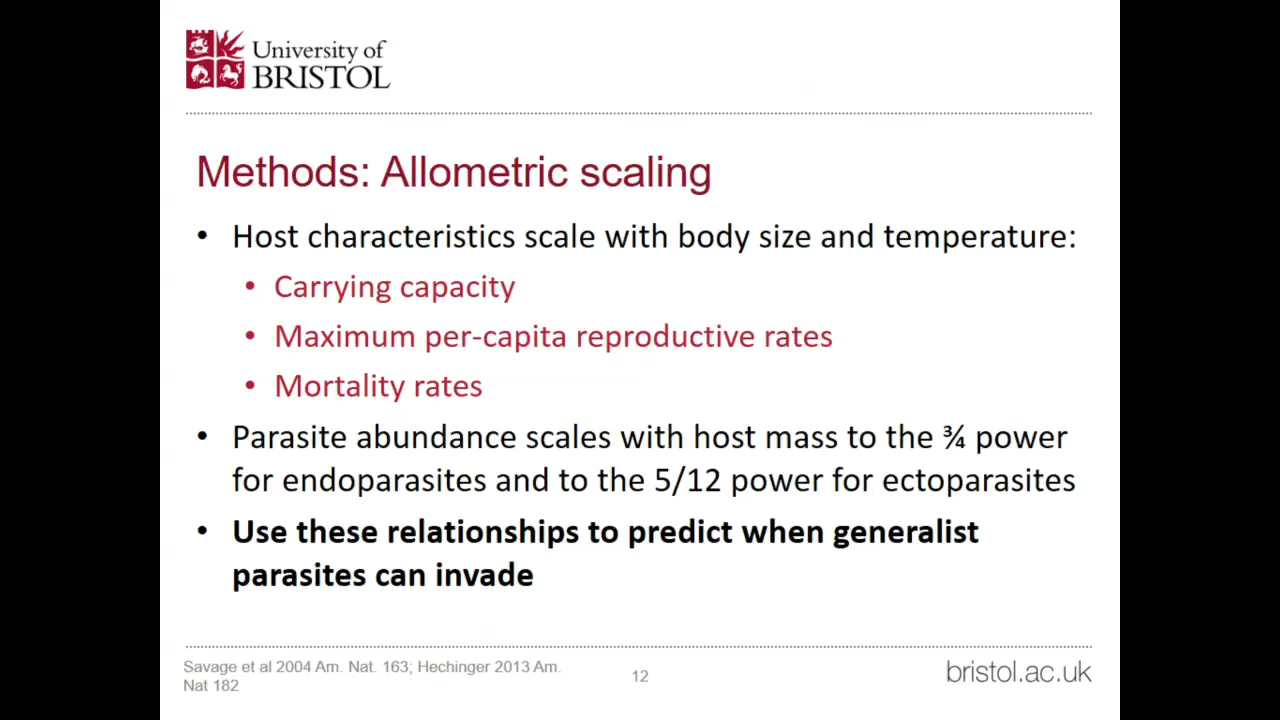 University of
BRISTOL
Methods: Allometric scaling
• Host characteristics scale with body size and temperature:
• Carrying capacity
• Maximum per-capita reproductive rates
• Mortality rates
• Parasite abundance scales with host mass to the ¾ power
for endoparasites and to the 5/12 power for ectoparasites
• Use these relationships to predict when generalist
parasites can invade
Savage et al 2004 Am. Nat. 163; Hechinger 2013 Am.
Nat 182
12
bristol.ac.uk